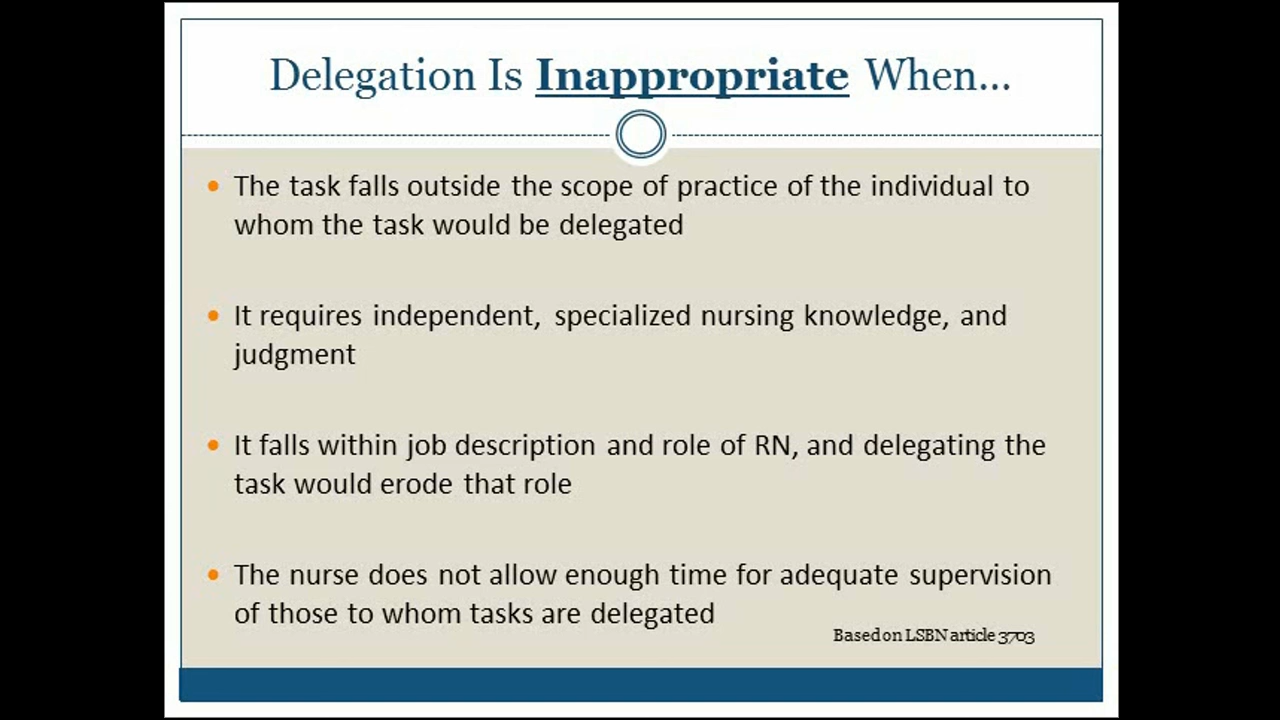 Delegation Is Inappropriate When...
• The task falls outside the scope of practice of the individual to
whom the task would be delegated
• It requires independent, specialized nursing knowledge, and
judgment
• It falls within job description and role of RN, and delegating the
task would erode that role
• The nurse does not allow enough time for adequate supervision
of those to whom tasks are delegated
Based on LSBN article 3703